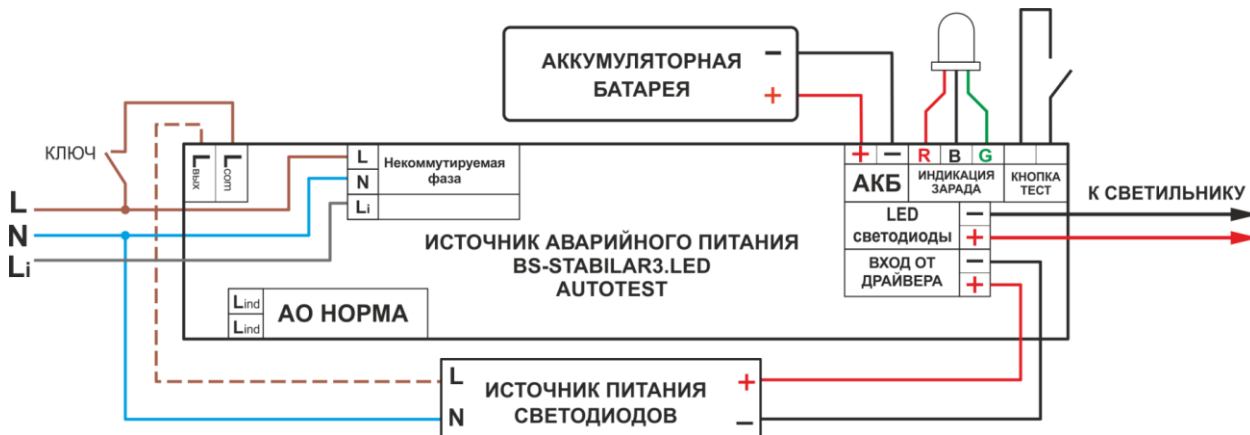 АККУМУЛЯТОРНАЯ
БАТАРЕЯ
−
+
КЛЮЧ
Lвых
Lcom
L
N
Li
Некоммутируемая
фаза
+ −
АКБ
R B G
ИНДИКАЦИЯ
ЗАРАДА
КНОПКА
ТЕСТ
L
N
Li
ИСТОЧНИК АВАРИЙНОГО ПИТАНИЯ
BS-STABILAR3.LED
AUTOTEST
LED
светодиоды
−
+
ВХОД ОТ
ДРАЙВЕРА
−
+
К СВЕТИЛЬНИКУ
Lind
Lind
АО НОРМА
L
N
ИСТОЧНИК ПИТАНИЯ
СВЕТОДИОДОВ
+
−